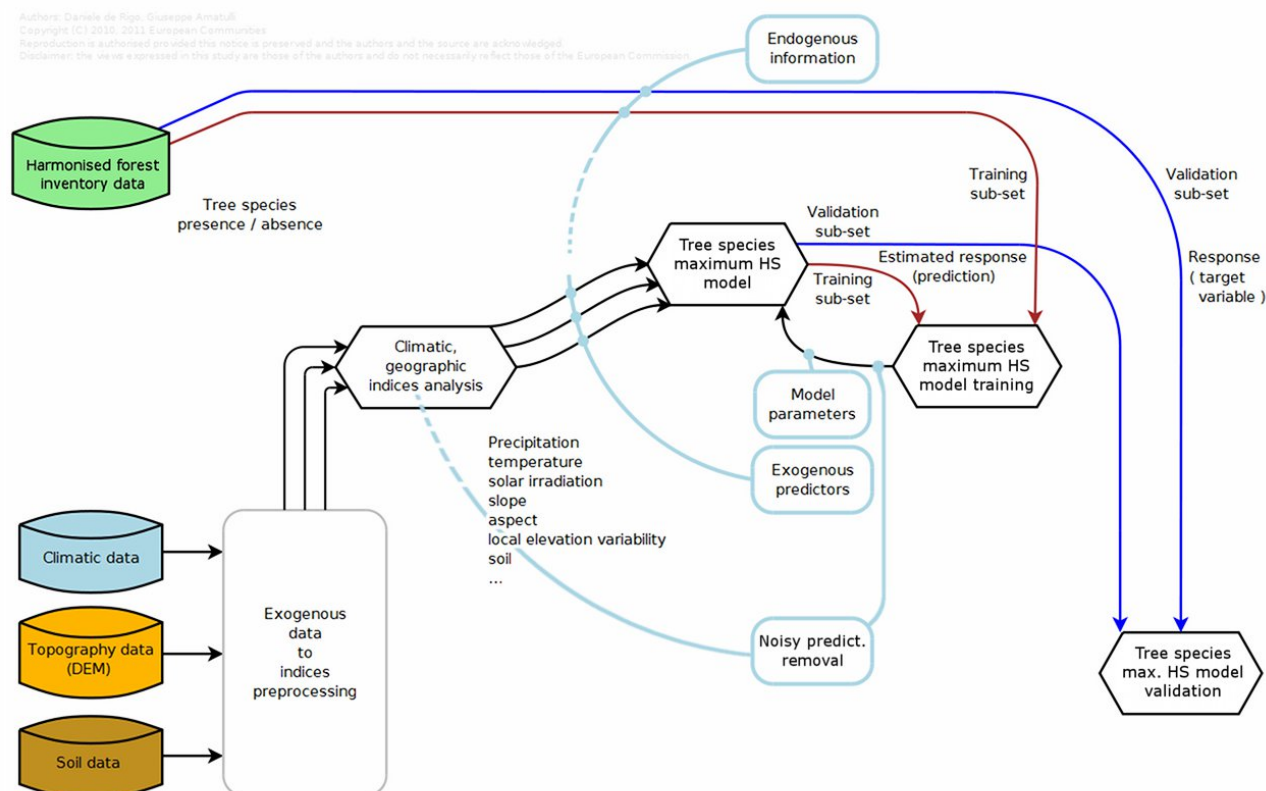 Authors: Daniele de Rigo, Giuseppe Amatulli
Copyright (C) 2010, 2011 European Communities
Reproduction is authorised provided this notice is preserved and the authors and the source are acknowledged.
Disclaimer: the views expressed in this study are those of the authors and do not necessarily reflect those of the European Commission.
Endogenous
information
Harmonised forest
inventory data
Tree species
presence / absence
Training
sub-set
Validation
sub-set
Validation
sub-set
Tree species
maximum HS
model
Estimated response
(prediction)
Training
sub-set
Response
( target
variable )
Climatic,
geographic
indices analysis
Tree species
maximum HS
model training
Model
parameters
Precipitation
temperature
solar irradiation
slope
aspect
local elevation variability
soil
...
Exogenous
predictors
Climatic data
Topography data
(DEM)
Soil data
Exogenous
data
to
indices
preprocessing
Noisy predict.
removal
Tree species
max. HS model
validation